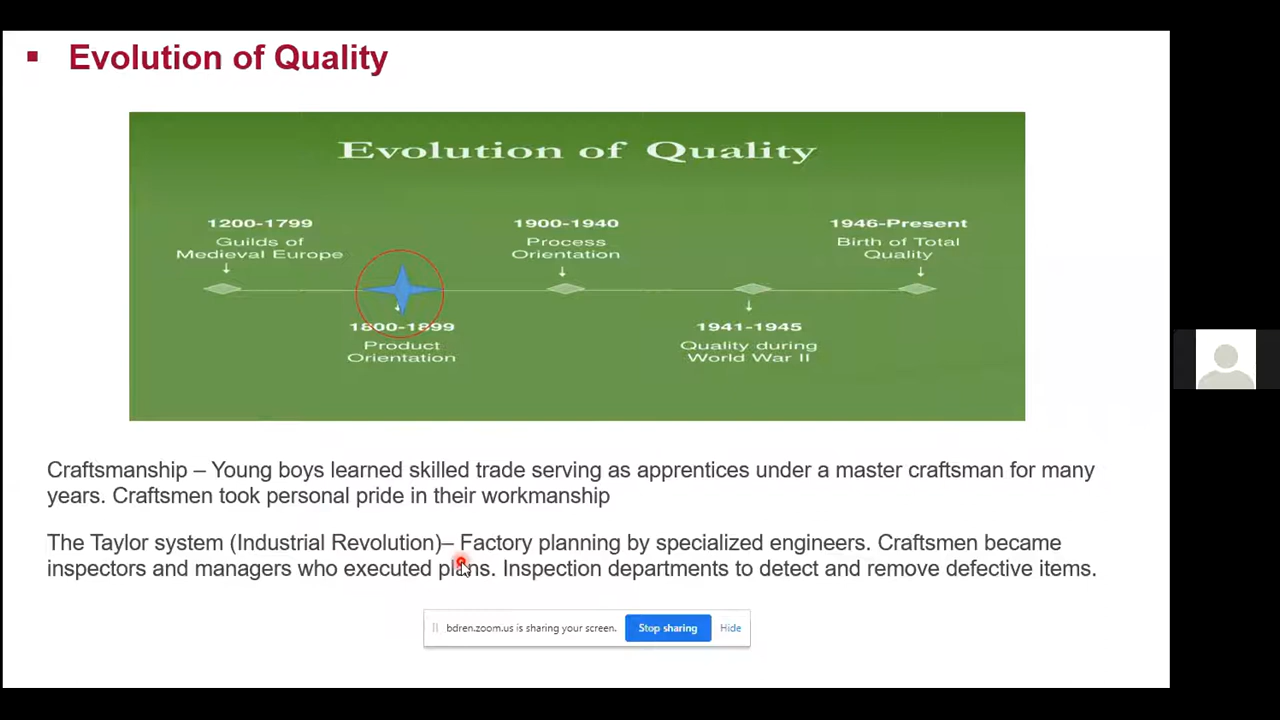 Evolution of Quality
Evolution of Quality
1200-1799
Guilds of
Medieval Europe
1800-1899
Product
Orientation
1900-1940
Process
Orientation
1941-1945
Quality during
World War II
1946-Present
Birth of Total
Quality
Craftsmanship – Young boys learned skilled trade serving as apprentices under a master craftsman for many
years. Craftsmen took personal pride in their workmanship
The Taylor system (Industrial Revolution)– Factory planning by specialized engineers. Craftsmen became
inspectors and managers who executed plans. Inspection departments to detect and remove defective items.
bdren.zoom.us is sharing your screen. Stop sharing Hide